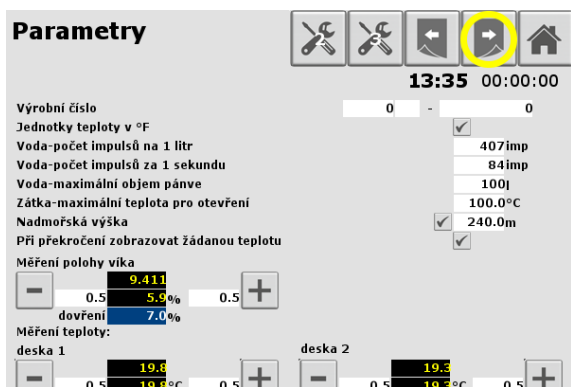 Parametry
13:35 00:00:00
Výrobní číslo 0 - 0
Jednotky teploty v °F
Voda-počet impulsů na 1 litr 407imp
Voda-počet impulsů za 1 sekundu 84imp
Voda-maximální objem pánve 100l
Zátka-maximální teplota pro otevření 100.0°C
Nadmořská výška 240.0m
Při překročení zobrazovat žádanou teplotu
Měření polohy víka
9.411
0.5 5.9% 0.5
dovření 7.0%
Měření teploty:
deska 1 deska 2
19.8 19.3
0.5 19.8°C 0.5 0.5 19.3°C 0.5